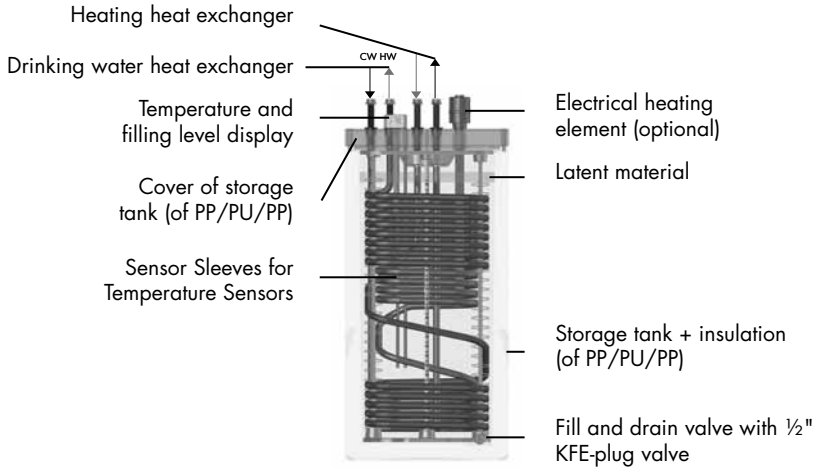 Heating heat exchanger
Drinking water heat exchanger
CW HW
Temperature and
filling level display
Cover of storage
tank (of PP/PU/PP)
Sensor Sleeves for
Temperature Sensors
Electrical heating
element (optional)
Latent material
Storage tank + insulation
(of PP/PU/PP)
Fill and drain valve with ½"
KFE-plug valve